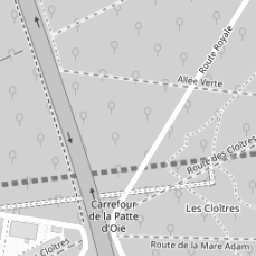 Route Royale
Allée Verte
Route des Cloîtres
Carrefour
de la Patte
d'Oie
Les Cloîtres
Cloîtres
Route de la Mare Adam